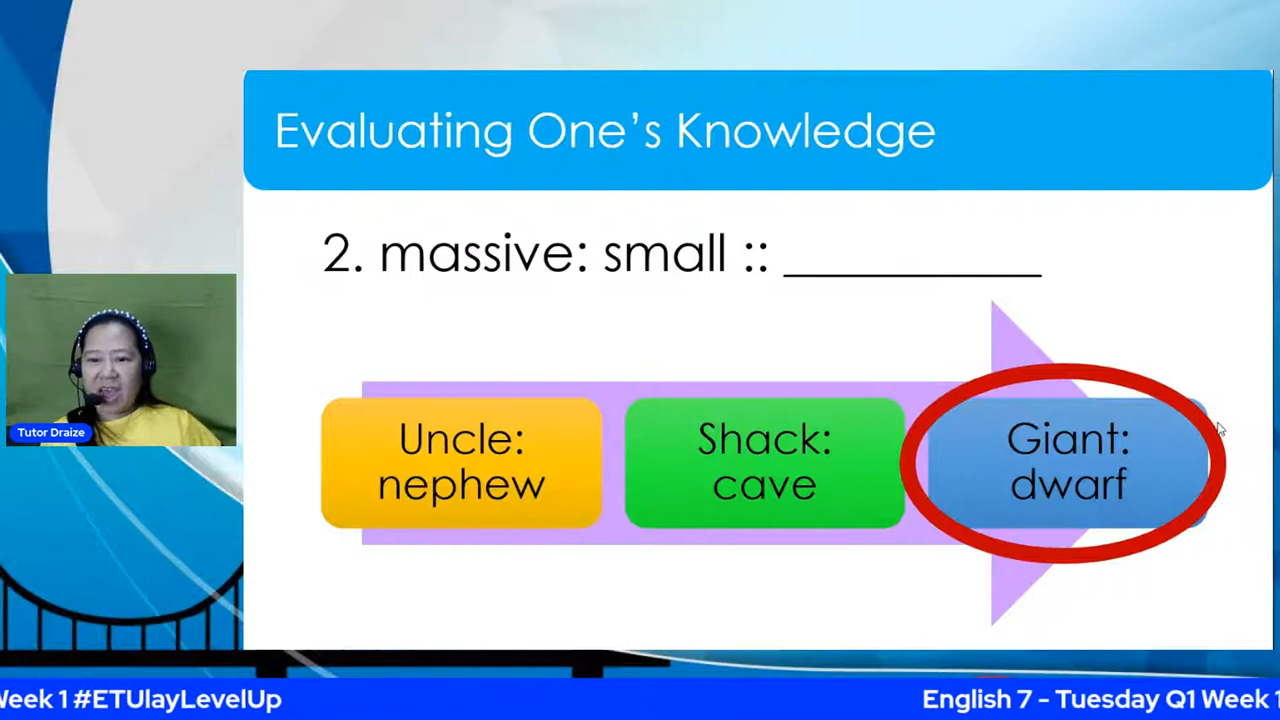 Evaluating One's Knowledge
2. massive: small :: __________
Uncle:
nephew
Shack:
cave
Giant:
dwarf
Tutor Draize
Week 1 #ETUlayLevelUp
English 7 - Tuesday Q1 Week 1